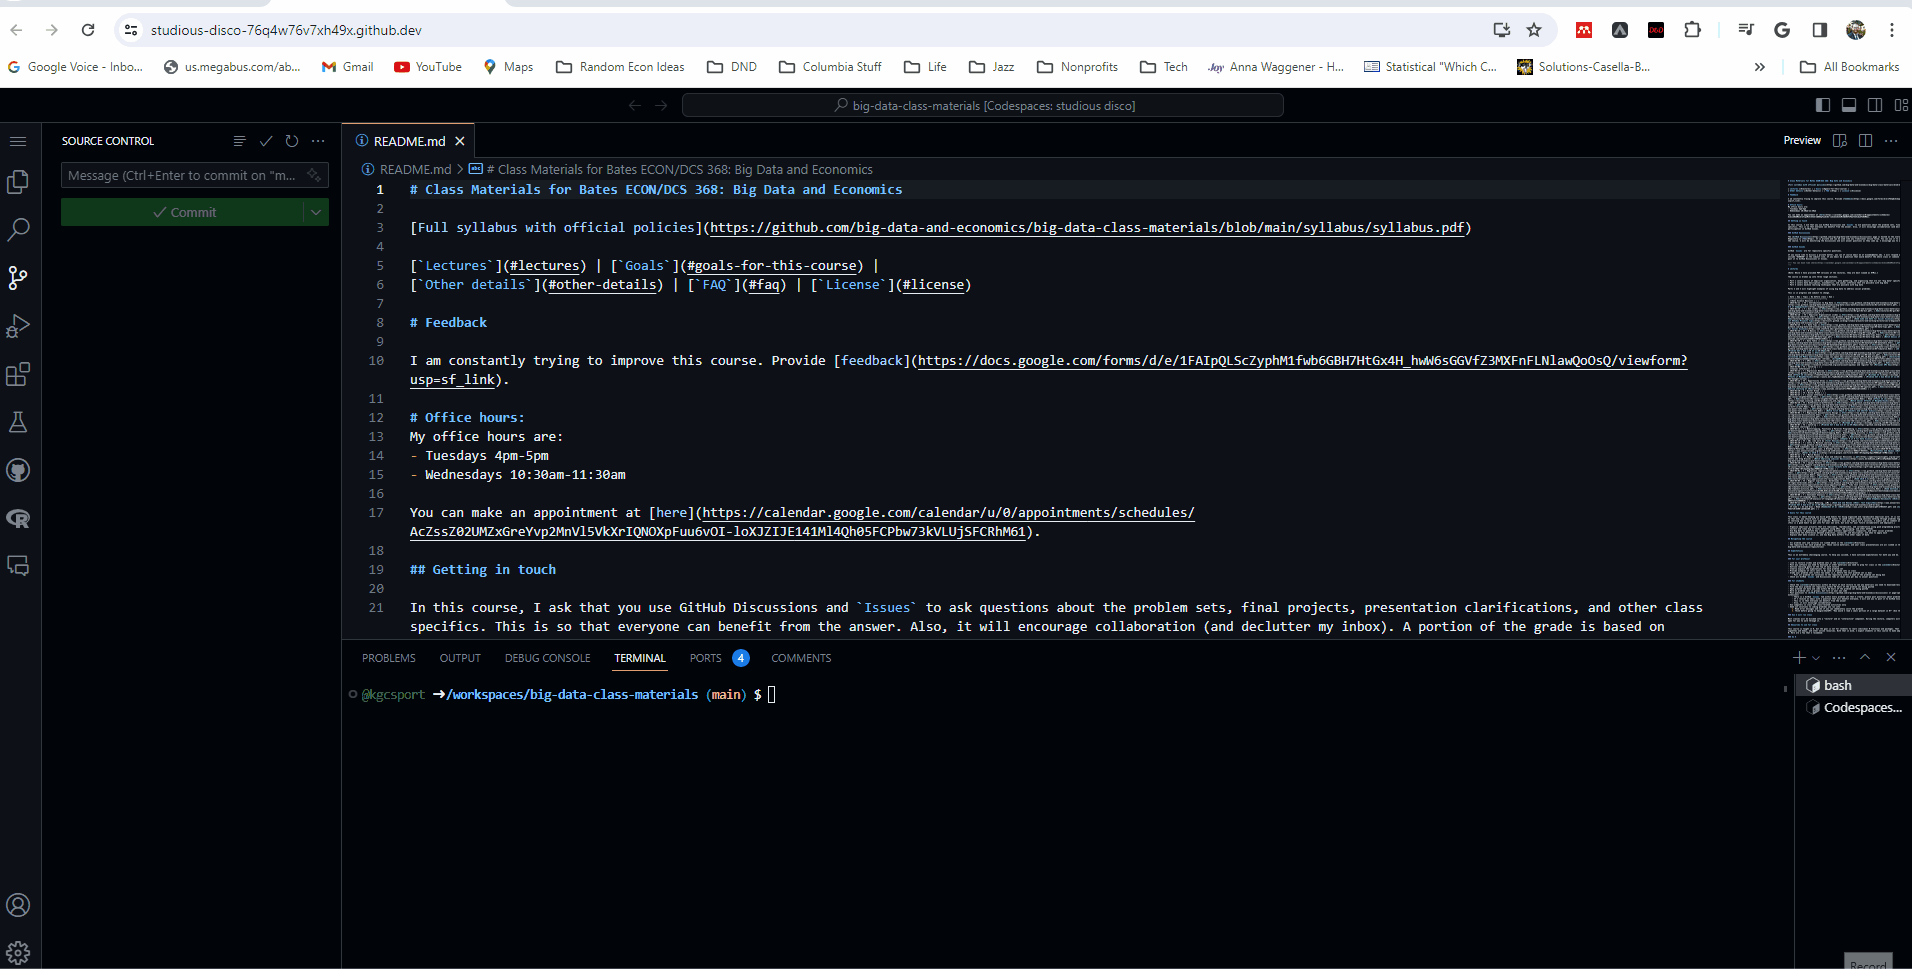 studious-disco-76q4w76v7xh49x.github.dev
Google Voice - Inbo... us.megabus.com/ab... Gmail YouTube Maps Random Econ Ideas DND Columbia Stuff Life Jazz Nonprofits Tech Joy Anna Waggener - H... Statistical "Which C... Solutions-Casella-B... » All Bookmarks
big-data-class-materials [Codespaces: studious disco]
SOURCE CONTROL
Message (Ctrl+Enter to commit on "m...
Commit
README.md
Preview
README.md > # Class Materials for Bates ECON/DCS 368: Big Data and Economics
1 # Class Materials for Bates ECON/DCS 368: Big Data and Economics
2
3 [Full syllabus with official policies](https://github.com/big-data-and-economics/big-data-class-materials/blob/main/syllabus/syllabus.pdf)
4
5 [`Lectures`](#lectures) | [`Goals`](#goals-for-this-course) |
6 [`Other details`](#other-details) | [`FAQ`](#faq) | [`License`](#license)
7
8 # Feedback
9
10 I am constantly trying to improve this course. Provide [feedback](https://docs.google.com/forms/d/e/1FAIpQLScZyphM1fwb6GBH7HtGx4H_hwW6sGGVfZ3MXFnFLNlawQoOsQ/viewform?
usp=sf_link).
11
12 # Office hours:
13 My office hours are:
14 - Tuesdays 4pm-5pm
15 - Wednesdays 10:30am-11:30am
16
17 You can make an appointment at [here](https://calendar.google.com/calendar/u/0/appointments/schedules/
AcZssZ02UMZxGreYvp2MnVl5VkXrIQNOXpFuu6vOI-loXJZIJE141Ml4Qh05FCPbw73kVLUjSFCRhM61).
18
19 ## Getting in touch
20
21 In this course, I ask that you use GitHub Discussions and `Issues` to ask questions about the problem sets, final projects, presentation clarifications, and other class
specifics. This is so that everyone can benefit from the answer. Also, it will encourage collaboration (and declutter my inbox). A portion of the grade is based on
PROBLEMS OUTPUT DEBUG CONSOLE TERMINAL PORTS 4 COMMENTS
@kgcsport ➜/workspaces/big-data-class-materials (main) $
bash
Codespaces...
Record